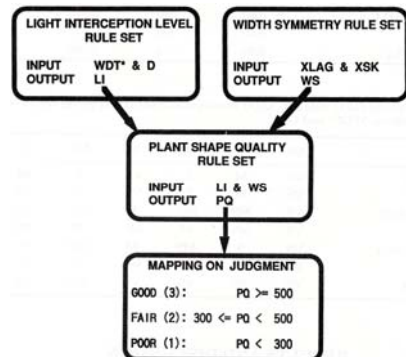 LIGHT INTERCEPTION LEVEL
RULE SET
INPUT WDT* & D
OUTPUT LI
WIDTH SYMMETRY RULE SET
INPUT XLAG & XSK
OUTPUT WS
PLANT SHAPE QUALITY
RULE SET
INPUT LI & WS
OUTPUT PQ
MAPPING ON JUDGMENT
GOOD (3): PQ >= 500
FAIR (2): 300 <= PQ < 500
POOR (1): PQ < 300